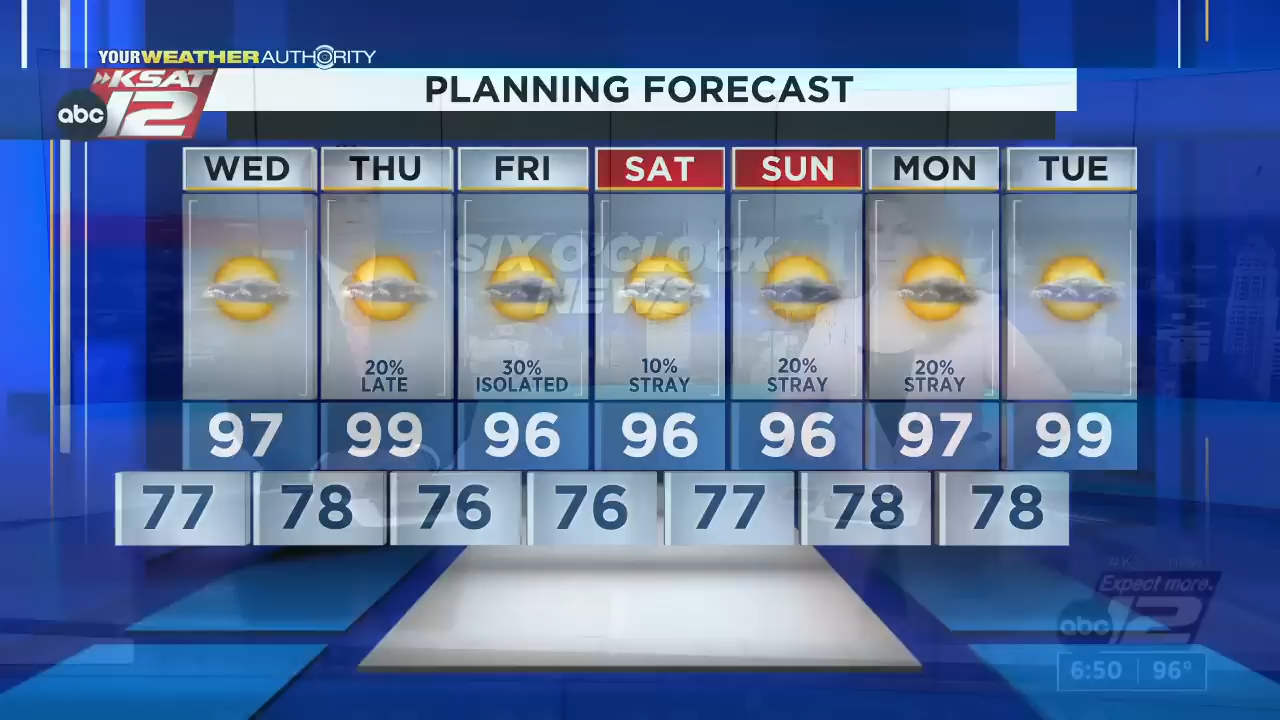 YOURWEATHERAUTHORITY
KSAT
abc 12
PLANNING FORECAST
WED THU FRI SAT SUN MON TUE
SIX O'CLOCK
NEWS
20% 30% 10% 20% 20%
LATE ISOLATED STRAY STRAY STRAY
97 99 96 96 96 97 99
77 78 76 76 77 78 78
Expect more.
abc 12
6:50 96°